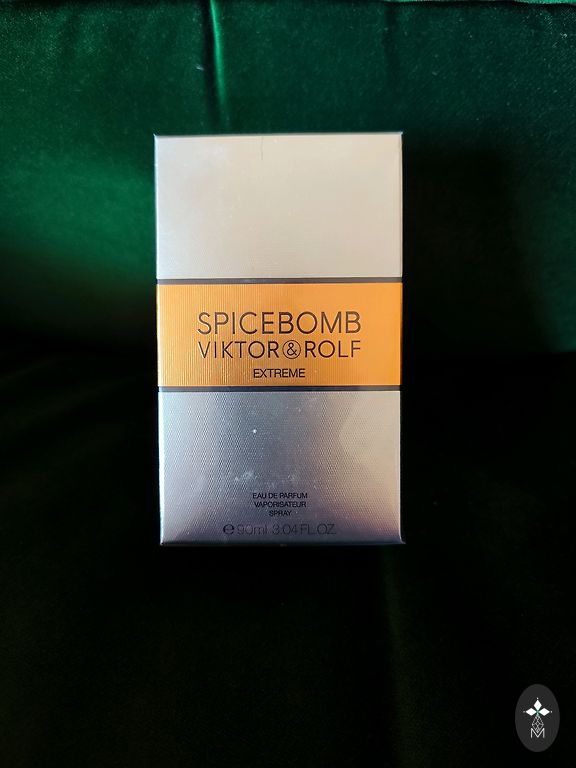 SPICEBOMB
VIKTOR&ROLF
EXTREME
EAU DE PARFUM
VAPORISATEUR
SPRAY
℮ 90ml 3.04 FL.OZ.
M